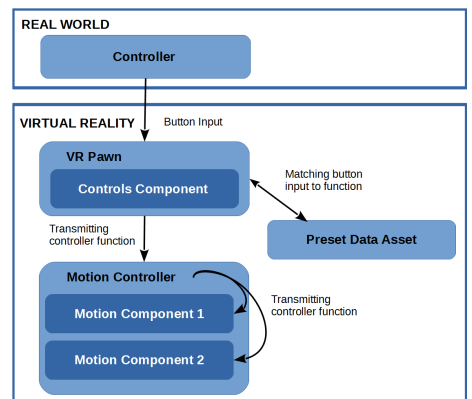 REAL WORLD
Controller
Button Input
VIRTUAL REALITY
VR Pawn
Controls Component
Matching button
input to function
Transmitting
controller function
Preset Data Asset
Motion Controller
Motion Component 1
Transmitting
controller function
Motion Component 2